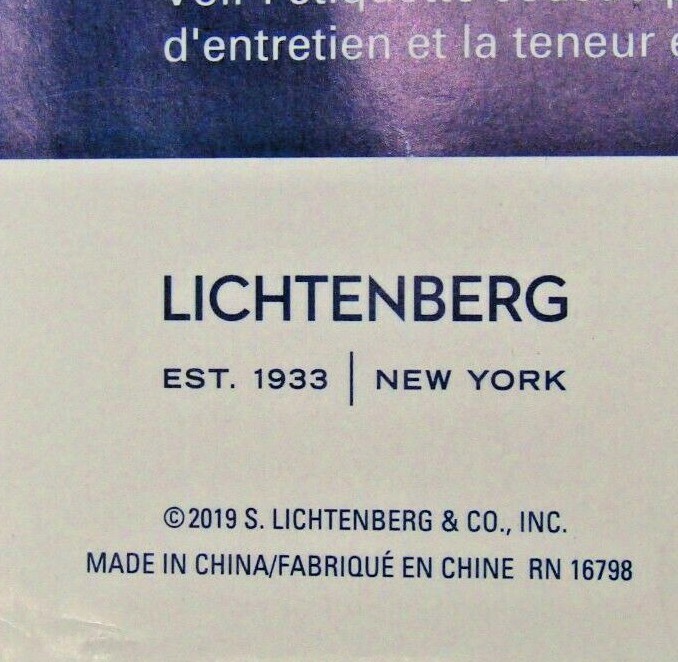 d'entretien et la teneur
LICHTENBERG
EST. 1933 | NEW YORK
©2019 S. LICHTENBERG & CO., INC.
MADE IN CHINA/FABRIQUÉ EN CHINE RN 16798